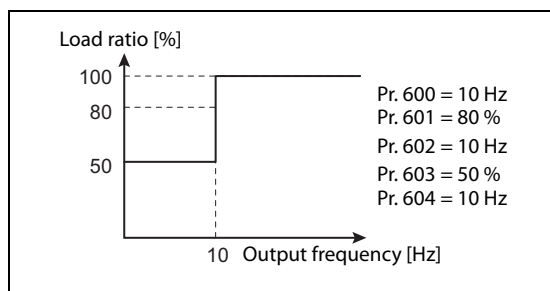 Load ratio [%]
100
80
50
10
Output frequency [Hz]
Pr. 600 = 10 Hz
Pr. 601 = 80 %
Pr. 602 = 10 Hz
Pr. 603 = 50 %
Pr. 604 = 10 Hz